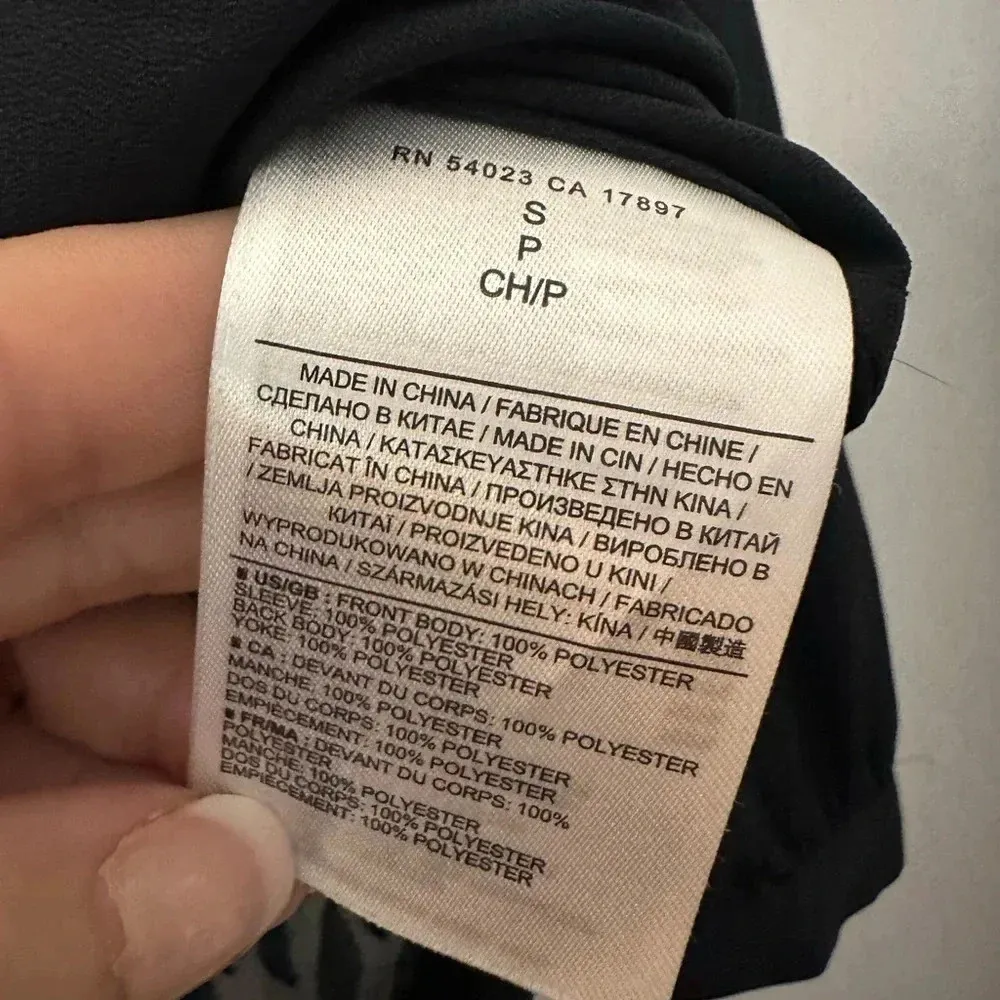 RN 54023 CA 17897
S
P
CH/P
MADE IN CHINA / FABRIQUE EN CHINE /
СДЕЛАНО В КИТАЕ / MADE IN CIN / HECHO EN
CHINA / ΚΑΤΑΣΚΕΥΑΣΤΗΚΕ ΣΤΗΝ ΚΙΝΑ /
FABRICAT ÎN CHINA / ПРОИЗВЕДЕНО В КИТАЙ
/ ZEMLJA PROIZVODNJE KINA / ВИРОБЛЕНО В
КИТАЇ / PROIZVEDENO U KINI /
WYPRODUKOWANO W CHINACH / FABRICADO
NA CHINA / SZÁRMAZÁSI HELY: KÍNA / 中國製造
US/GB : FRONT BODY: 100% POLYESTER
SLEEVE: 100% POLYESTER
BACK BODY: 100% POLYESTER
YOKE: 100% POLYESTER
CA : DEVANT DU CORPS: 100% POLYESTER
MANCHE: 100% POLYESTER
DOS DU CORPS: 100% POLYESTER
EMPIÈCEMENT: 100% POLYESTER
FR/MA : DEVANT DU CORPS: 100%
POLYESTER
MANCHE: 100% POLYESTER
DOS DU CORPS: 100% POLYESTER
EMPIÈCEMENT: 100% POLYESTER